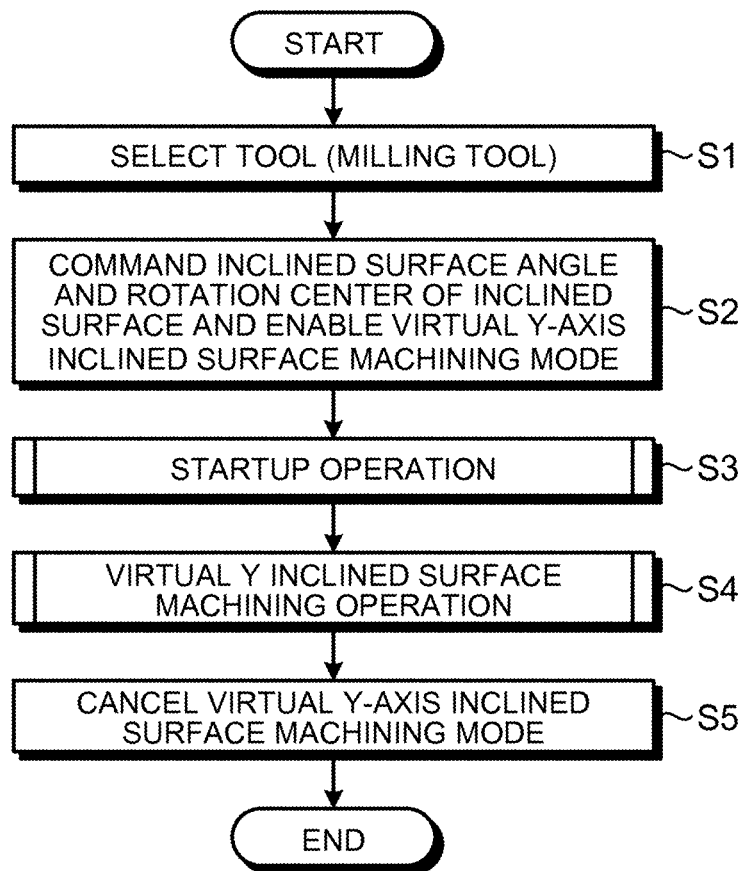 START
SELECT TOOL (MILLING TOOL)
S1
COMMAND INCLINED SURFACE ANGLE
AND ROTATION CENTER OF INCLINED
SURFACE AND ENABLE VIRTUAL Y-AXIS
INCLINED SURFACE MACHINING MODE
S2
STARTUP OPERATION
S3
VIRTUAL Y INCLINED SURFACE
MACHINING OPERATION
S4
CANCEL VIRTUAL Y-AXIS INCLINED
SURFACE MACHINING MODE
S5
END